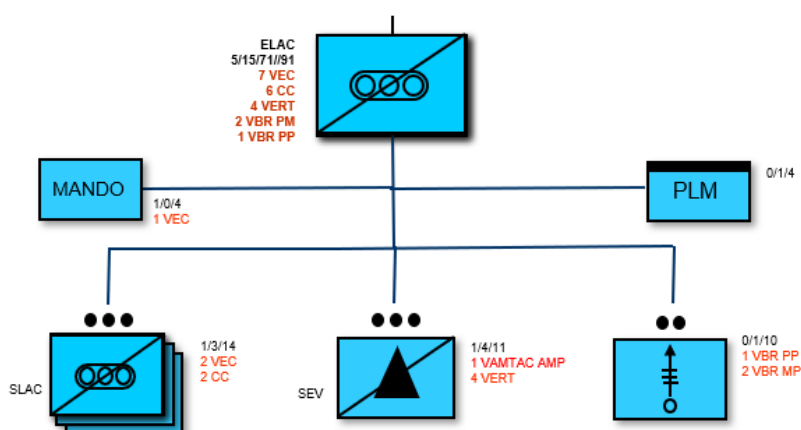 ELAC
5/15/71//91
7 VEC
6 CC
4 VERT
2 VBR PM
1 VBR PP
MANDO
1/0/4
1 VEC
PLM
0/1/4
SLAC
1/3/14
2 VEC
2 CC
SEV
1/4/11
1 VAMTAC AMP
4 VERT
0/1/10
1 VBR PP
2 VBR MP